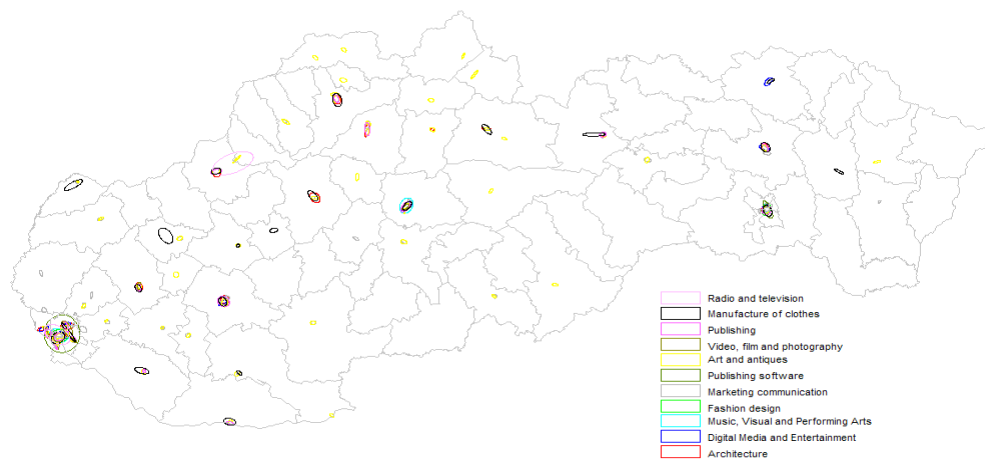 Radio and television
Manufacture of clothes
Publishing
Video, film and photography
Art and antiques
Publishing software
Marketing communication
Fashion design
Music, Visual and Performing Arts
Digital Media and Entertainment
Architecture